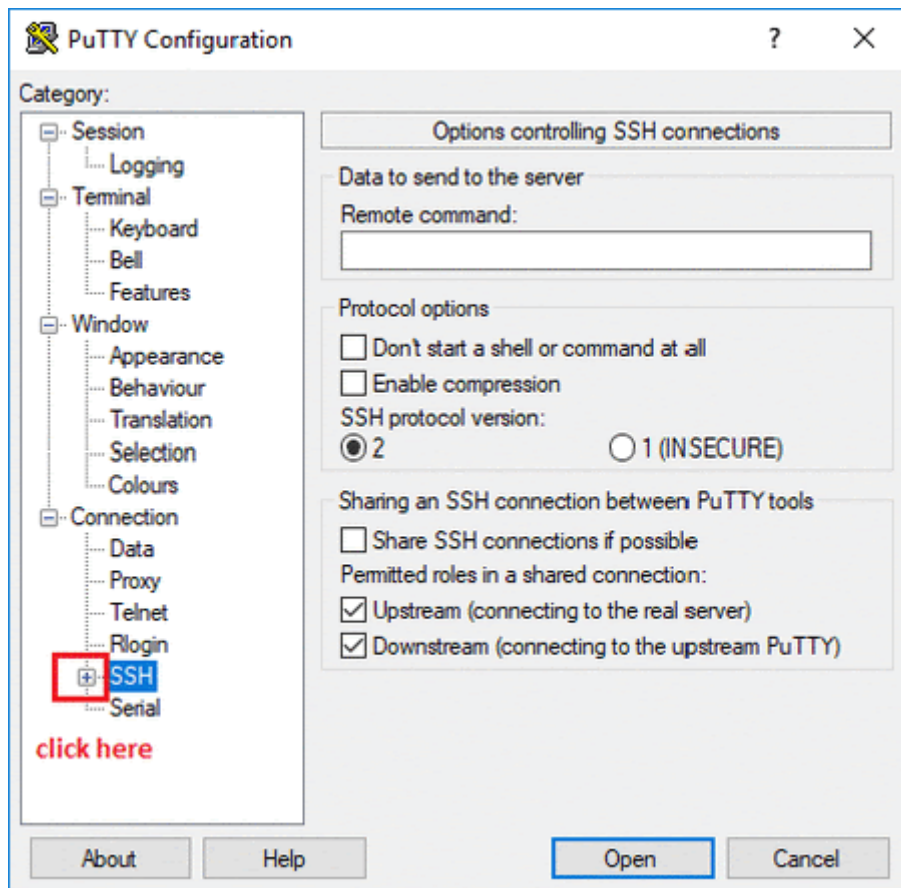 PuTTY Configuration
?
Category:
Session
Logging
Terminal
Keyboard
Bell
Features
Window
Appearance
Behaviour
Translation
Selection
Colours
Connection
Data
Proxy
Telnet
Rlogin
SSH
Serial
click here
Options controlling SSH connections
Data to send to the server
Remote command:
Protocol options
Don't start a shell or command at all
Enable compression
SSH protocol version:
2 1 (INSECURE)
Sharing an SSH connection between PuTTY tools
Share SSH connections if possible
Permitted roles in a shared connection:
Upstream (connecting to the real server)
Downstream (connecting to the upstream PuTTY)
About Help Open Cancel